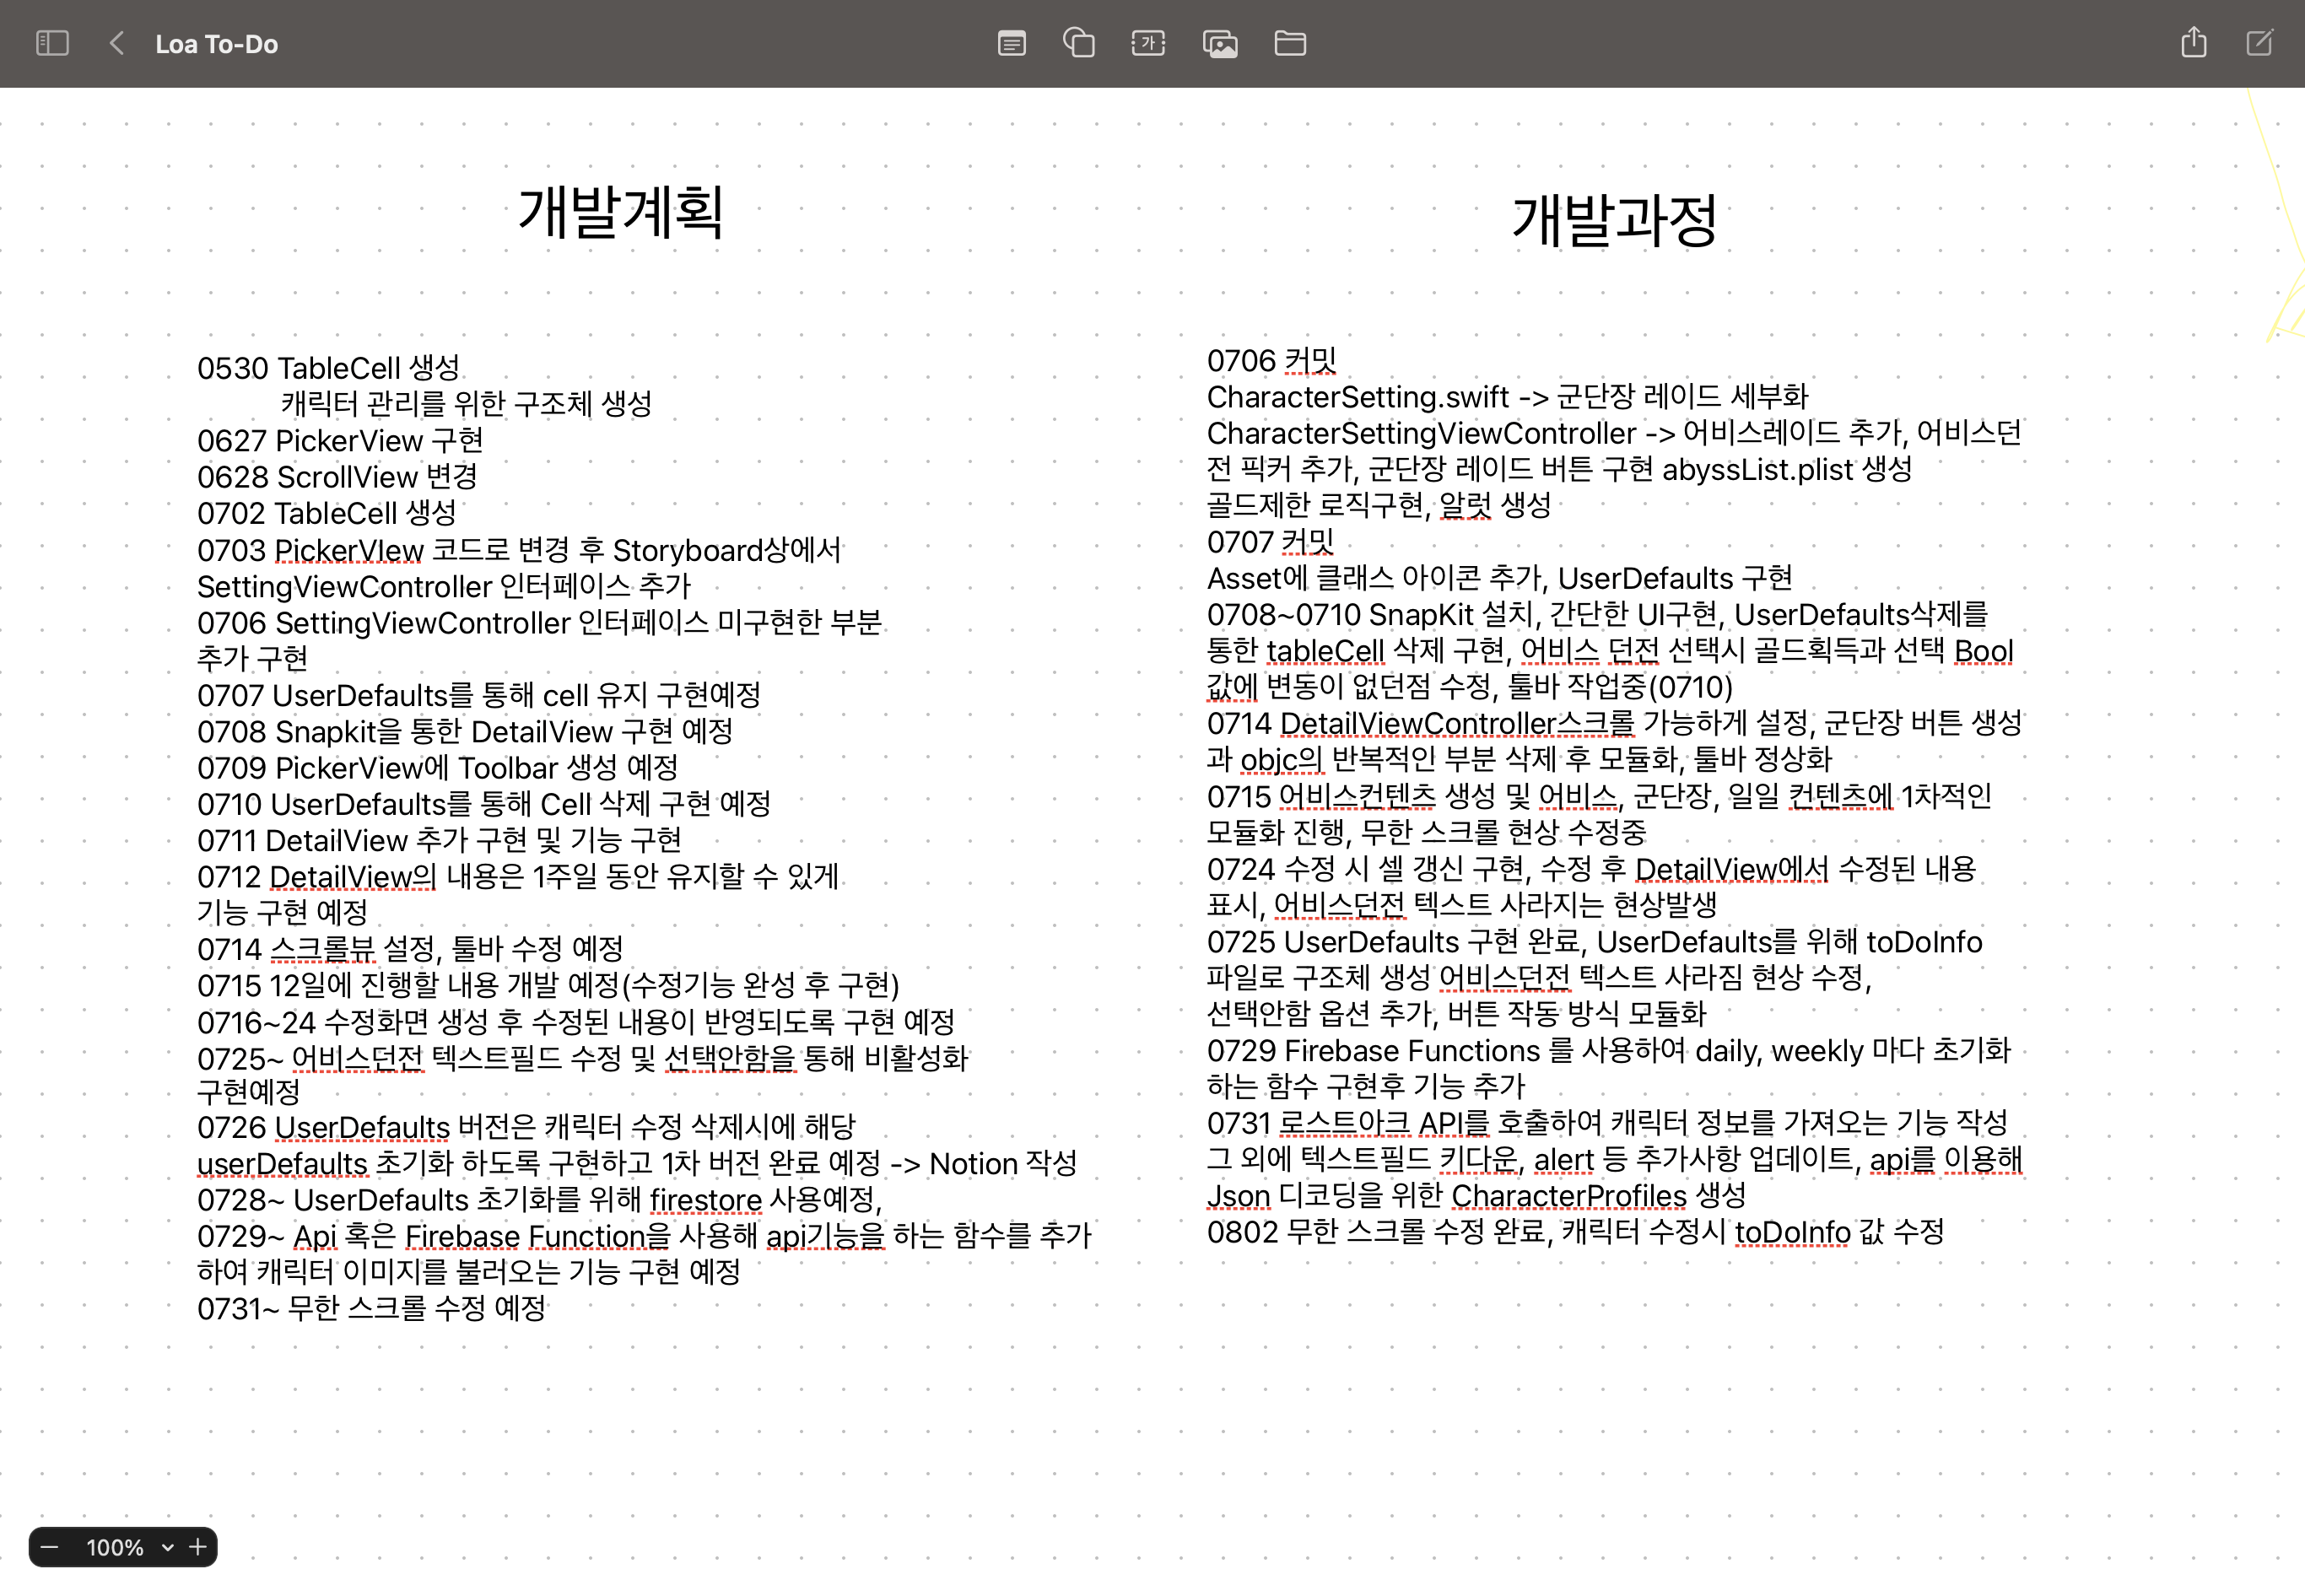 Loa To-Do
가
개발계획
0530 TableCell 생성
캐릭터 관리를 위한 구조체 생성
0627 PickerView 구현
0628 ScrollView 변경
0702 TableCell 생성
0703 PickerVIew 코드로 변경 후 Storyboard상에서
SettingViewController 인터페이스 추가
0706 SettingViewController 인터페이스 미구현한 부분
추가 구현
0707 UserDefaults를 통해 cell 유지 구현예정
0708 Snapkit을 통한 DetailView 구현 예정
0709 PickerView에 Toolbar 생성 예정
0710 UserDefaults를 통해 Cell 삭제 구현 예정
0711 DetailView 추가 구현 및 기능 구현
0712 DetailView의 내용은 1주일 동안 유지할 수 있게
기능 구현 예정
0714 스크롤뷰 설정, 툴바 수정 예정
0715 12일에 진행할 내용 개발 예정(수정기능 완성 후 구현)
0716~24 수정화면 생성 후 수정된 내용이 반영되도록 구현 예정
0725~ 어비스던전 텍스트필드 수정 및 선택안함을 통해 비활성화
구현예정
0726 UserDefaults 버전은 캐릭터 수정 삭제시에 해당
userDefaults 초기화 하도록 구현하고 1차 버전 완료 예정 -> Notion 작성
0728~ UserDefaults 초기화를 위해 firestore 사용예정,
0729~ Api 혹은 Firebase Function을 사용해 api기능을 하는 함수를 추가
하여 캐릭터 이미지를 불러오는 기능 구현 예정
0731~ 무한 스크롤 수정 예정
개발과정
0706 커밋
CharacterSetting.swift -> 군단장 레이드 세부화
CharacterSettingViewController -> 어비스레이드 추가, 어비스던
전 픽커 추가, 군단장 레이드 버튼 구현 abyssList.plist 생성
골드제한 로직구현, 알럿 생성
0707 커밋
Asset에 클래스 아이콘 추가, UserDefaults 구현
0708~0710 SnapKit 설치, 간단한 UI구현, UserDefaults삭제를
통한 tableCell 삭제 구현, 어비스 던전 선택시 골드획득과 선택 Bool
값에 변동이 없던점 수정, 툴바 작업중(0710)
0714 DetailViewController스크롤 가능하게 설정, 군단장 버튼 생성
과 objc의 반복적인 부분 삭제 후 모듈화, 툴바 정상화
0715 어비스컨텐츠 생성 및 어비스, 군단장, 일일 컨텐츠에 1차적인
모듈화 진행, 무한 스크롤 현상 수정중
0724 수정 시 셀 갱신 구현, 수정 후 DetailView에서 수정된 내용
표시, 어비스던전 텍스트 사라지는 현상발생
0725 UserDefaults 구현 완료, UserDefaults를 위해 toDoInfo
파일로 구조체 생성 어비스던전 텍스트 사라짐 현상 수정,
선택안함 옵션 추가, 버튼 작동 방식 모듈화
0729 Firebase Functions 를 사용하여 daily, weekly 마다 초기화
하는 함수 구현후 기능 추가
0731 로스트아크 API를 호출하여 캐릭터 정보를 가져오는 기능 작성
그 외에 텍스트필드 키다운, alert 등 추가사항 업데이트, api를 이용해
Json 디코딩을 위한 CharacterProfiles 생성
0802 무한 스크롤 수정 완료, 캐릭터 수정시 toDoInfo 값 수정
100%